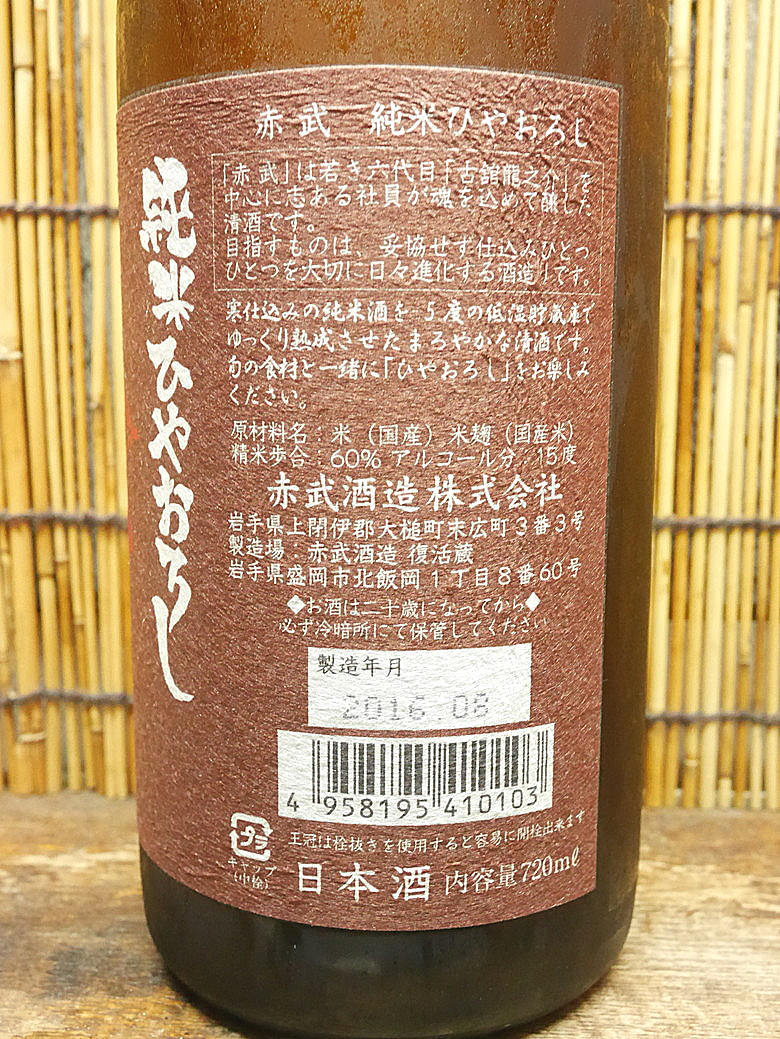 純米ひやおろし
赤武 純米ひやおろし
「赤武」は若き六代目「古舘龍之介」を
中心に志ある社員が魂を込めて醸した
清酒です。
目指すものは、妥協せず仕込みひとつ
ひとつを大切に日々進化する酒造りです。
寒仕込みの純米酒を 5度の低温貯蔵庫で
ゆっくり熟成させたまろやかな清酒です。
旬の食材と一緒に「ひやおろし」をお楽しみ
ください。
原材料名：米（国産）米麹（国産米）
精米歩合：60% アルコール分：15度
赤武酒造株式会社
岩手県上閉伊郡大槌町末広町3番3号
製造場：赤武酒造 復活蔵
岩手県盛岡市北飯岡1丁目8番60号
◆お酒は二十歳になってから◆
必ず冷暗所にて保管してください
製造年月
2016.08
4 958195 410103
王冠は栓抜きを使用すると容易に開栓出来ます
プラ
キャップ
(中栓)
日本酒 内容量720mℓ